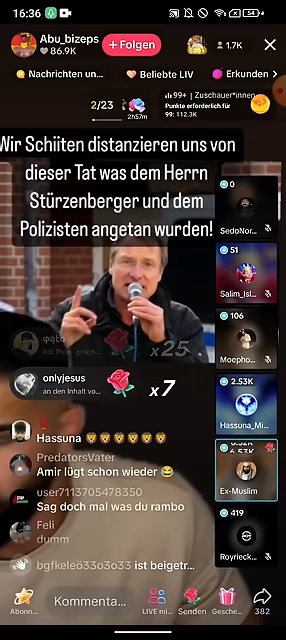 16:36
Abu_bizeps
86.9K
+ Folgen
1.7K
Nachrichten un...
Beliebte LIV
Erkunden
2/23
2h57m
99+ | Zuschauer*innen
Punkte erforderlich für
99: 112.3K
Wir Schiiten distanzieren uns von
dieser Tat was dem Herrn
Stürzenberger und dem
Polizisten angetan wurden!
0
SedoNor...
51
Salim_Isl...
106
Moepho...
2.53K
Hassuna_Mi...
6.53K
Ex-Muslim
419
Royrieck...
x25
onlyjesus
an den Inhalt vo...
x7
Hassuna 🦁🦁🦁🦁🦁🦁
PredatorsVater
Amir lügt schon wieder 😂
user7113705478350
Sag doch mal was du rambo
Feli
dumm
bgfkeleö33o3o33 ist beigetr...
Abonn...
Kommenta...
LIVE mi...
Senden
Gesche...
382